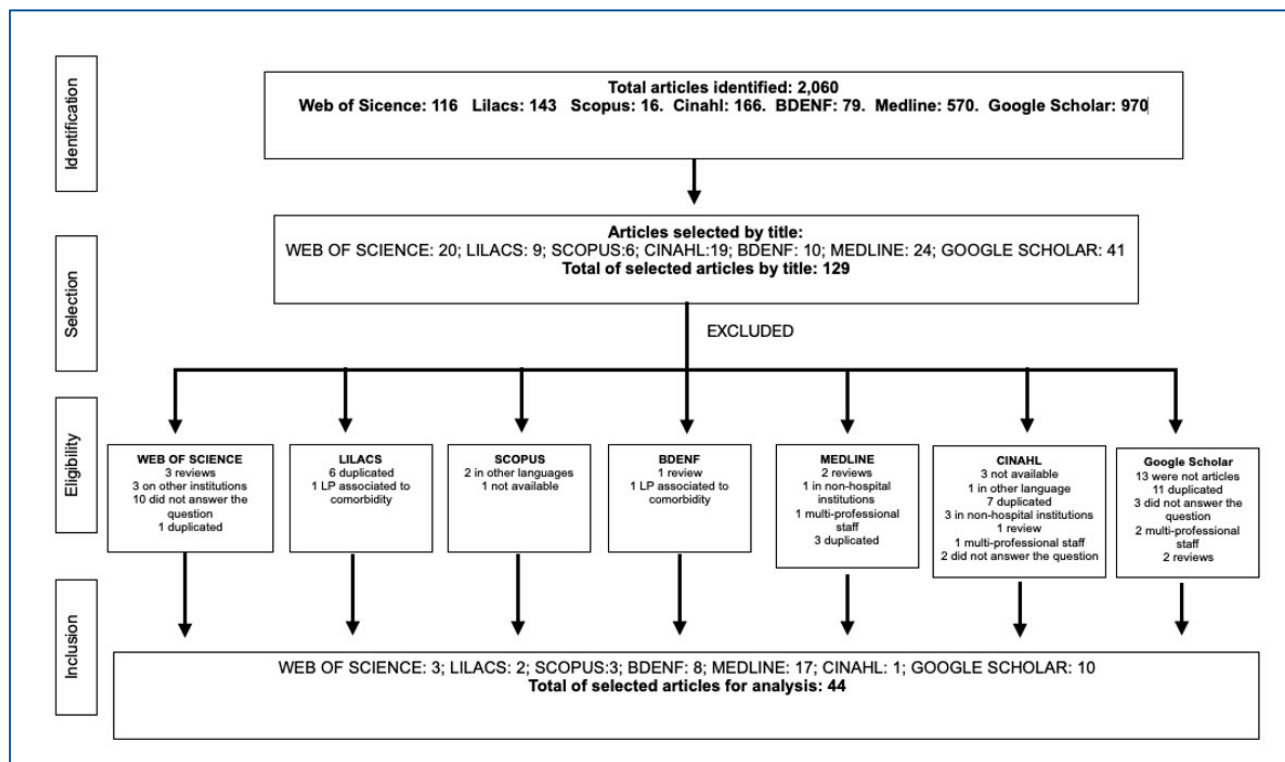 Identification
Total articles identified: 2,060
Web of Sicence: 116 Lilacs: 143 Scopus: 16. Cinahl: 166. BDENF: 79. Medline: 570. Google Scholar: 970
Selection
Articles selected by title:
WEB OF SCIENCE: 20; LILACS: 9; SCOPUS:6; CINAHL:19; BDENF: 10; MEDLINE: 24; GOOGLE SCHOLAR: 41
Total of selected articles by title: 129
EXCLUDED
Eligibility
WEB OF SCIENCE
3 reviews
3 on other institutions
10 did not answer the
question
1 duplicated
LILACS
6 duplicated
1 LP associated to
comorbidity
SCOPUS
2 in other languages
1 not available
BDENF
1 review
1 LP associated to
comorbidity
MEDLINE
2 reviews
1 in non-hospital
institutions
1 multi-professional
staff
3 duplicated
CINAHL
3 not available
1 in other language
7 duplicated
3 in non-hospital institutions
1 review
1 multi-professional staff
2 did not answer the question
Google Scholar
13 were not articles
11 duplicated
3 did not answer the
question
2 multi-professional
staff
2 reviews
Inclusion
WEB OF SCIENCE: 3; LILACS: 2; SCOPUS:3; BDENF: 8; MEDLINE: 17; CINAHL: 1; GOOGLE SCHOLAR: 10
Total of selected articles for analysis: 44